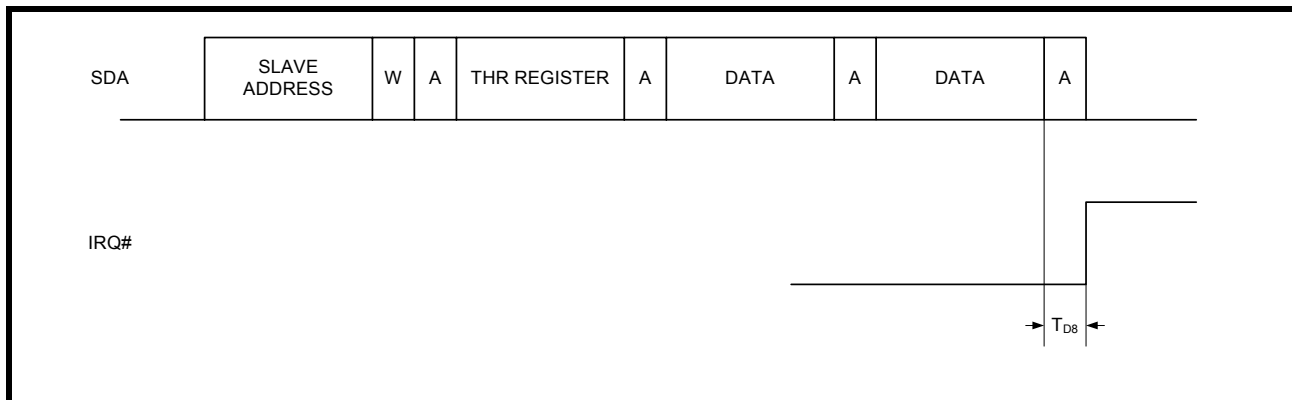 SDA
SLAVE
ADDRESS
W
A
THR REGISTER
A
DATA
A
DATA
A
IRQ#
TD8